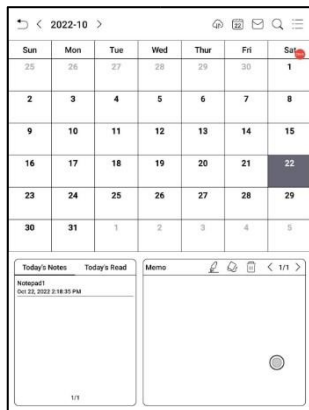 2022-10
22
Sun Mon Tue Wed Thur Fri Sat
25 26 27 28 29 30 1
2 3 4 5 6 7 8
9 10 11 12 13 14 15
16 17 18 19 20 21 22
23 24 25 26 27 28 29
30 31 1 2 3 4 5
Today's Notes Today's Read
Notepad1
Oct 22, 2022 2:18:35 PM
1/1
Memo 1/1